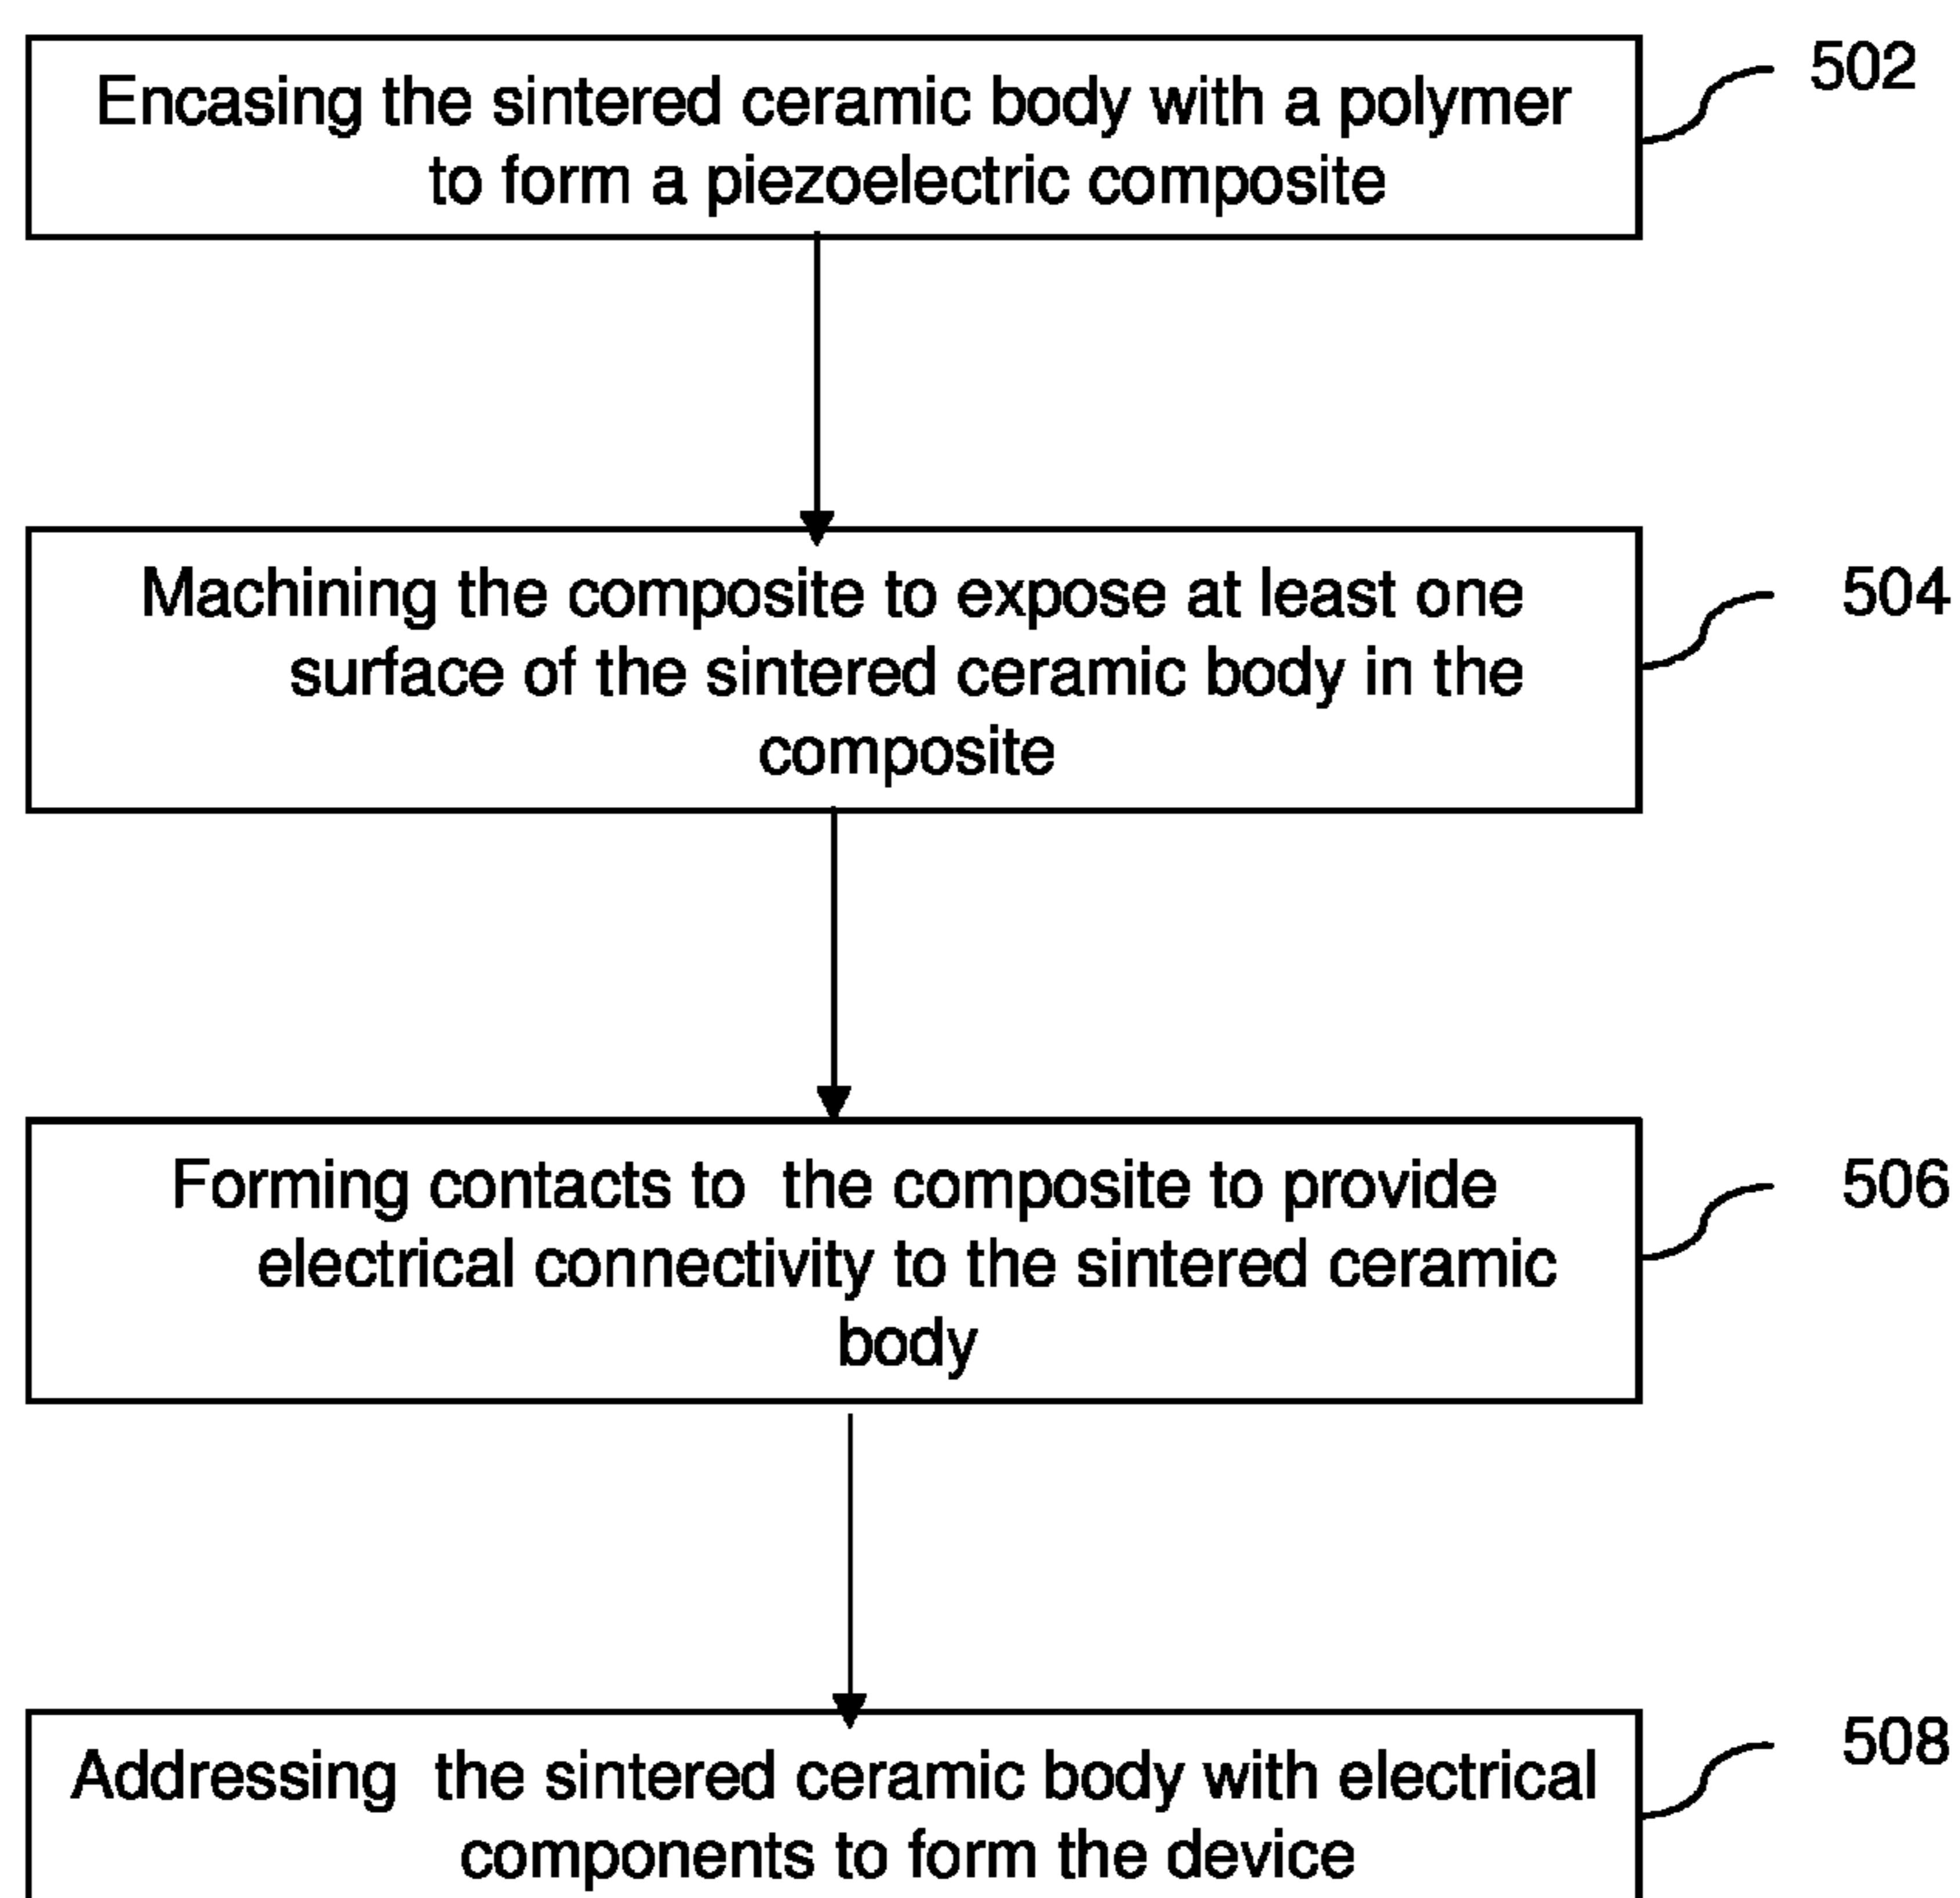 Encasing the sintered ceramic body with a polymer
to form a piezoelectric composite
502
Machining the composite to expose at least one
surface of the sintered ceramic body in the
composite
504
Forming contacts to the composite to provide
electrical connectivity to the sintered ceramic
body
506
Addressing the sintered ceramic body with electrical
components to form the device
508